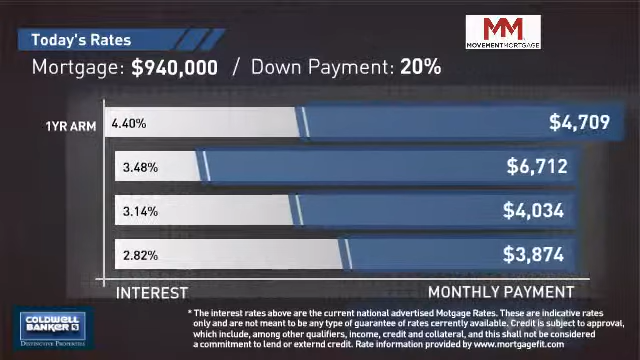 Today's Rates
MM
MOVEMENTMORTGAGE
Mortgage: $940,000 / Down Payment: 20%
1YR ARM 4.40% $4,709
3.48% $6,712
3.14% $4,034
2.82% $3,874
INTEREST MONTHLY PAYMENT
COLDWELL
BANKER
DISTINCTIVE PROPERTIES
* The interest rates above are the current national advertised Motgage Rates. These are indicative rates
only and are not meant to be any type of guarantee of rates cerrently available. Credit is subject to approval,
which include, among other qualifiers, income, credit and collateral, and this shall not be considered
a commitment to lend or externd credit. Rate information provided by www.mortgagefit.com